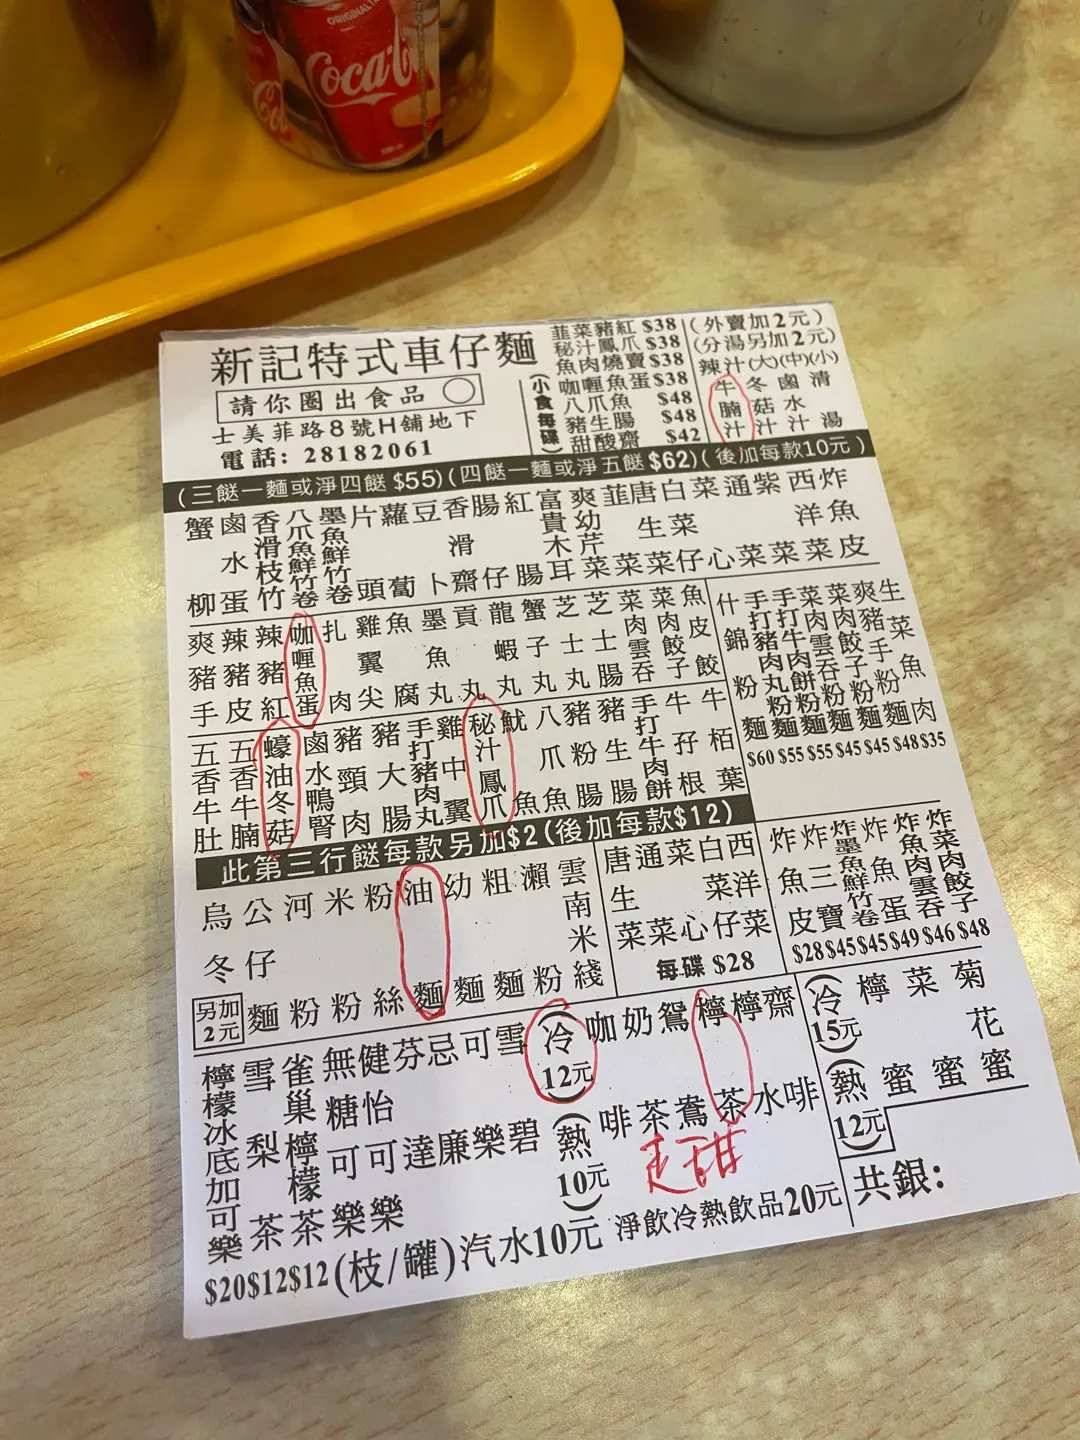 ORIGINAL TA
Coca-Co
新記特式車仔麵
請你圈出食品 ◯
士美菲路8號H舖地下
電話: 28182061
(小食每碟)
韮菜豬紅 $38
秘汁鳳爪 $38
魚肉燒賣 $38
咖喱魚蛋 $38
八爪魚 $48
豬生腸 $48
甜酸齋 $42
(外賣加2元)
(分湯另加2元)
辣汁(大)(中)(小)
牛腩汁
冬菇汁
鹵水汁
清湯
(三餸一麵或淨四餸 $55)(四餸一麵或淨五餸 $62)(後加每款10元)
蟹柳
鹵水蛋
香滑枝竹
八爪魚鮮竹卷
墨魚鮮竹卷
片頭
蘿蔔
豆卜
香滑齋
腸仔
紅腸
富貴木耳
爽幼芹菜
韮菜
唐生菜
白菜仔
菜心
通菜
紫菜
西洋菜
炸魚皮
爽豬手
辣豬皮
辣豬紅
咖喱魚蛋
扎肉
雞翼尖
魚腐
墨魚丸
貢丸
龍蝦丸
蟹子丸
芝士丸
芝士腸
菜肉雲吞
菜肉餃子
魚皮餃
五香牛肚
五香牛腩
蠔油冬菇
鹵水鴨腎
豬頸肉
豬大腸
手打豬肉丸
雞中翼
秘汁鳳爪
魷魚
八爪魚
豬粉腸
豬生腸
手打牛肉餅
牛孖根
牛栢葉
什錦粉麵 $60
手打豬肉丸粉麵 $55
手打牛肉餅粉麵 $55
菜肉雲吞粉麵 $45
菜肉餃子粉麵 $45
爽豬手粉麵 $48
生菜魚肉 $35
此第三行餸每款另加$2(後加每款$12)
烏冬 另加2元
公仔麵
河粉
米粉
粉絲
油麵
幼麵
粗麵
瀨粉
雲南米綫
唐生菜
通菜
菜心
白菜仔
西洋菜
每碟 $28
炸魚皮 $28
炸三寶 $45
炸墨魚鮮竹卷 $45
炸魚蛋 $49
炸魚肉雲吞 $46
炸菜肉餃子 $48
檸檬冰底加可樂 $20
雪梨茶 $12
雀巢檸檬茶 $12
無糖可樂
健怡可樂
芬達
忌廉
可樂
雪碧
(枝/罐)汽水10元
(冷12元)
(熱10元)
咖啡
奶茶
鴛鴦
檸茶
檸水
齋啡
走甜
淨飲冷熱飲品20元
(冷15元)
(熱12元)
檸蜜
菜蜜
菊花蜜
共銀: